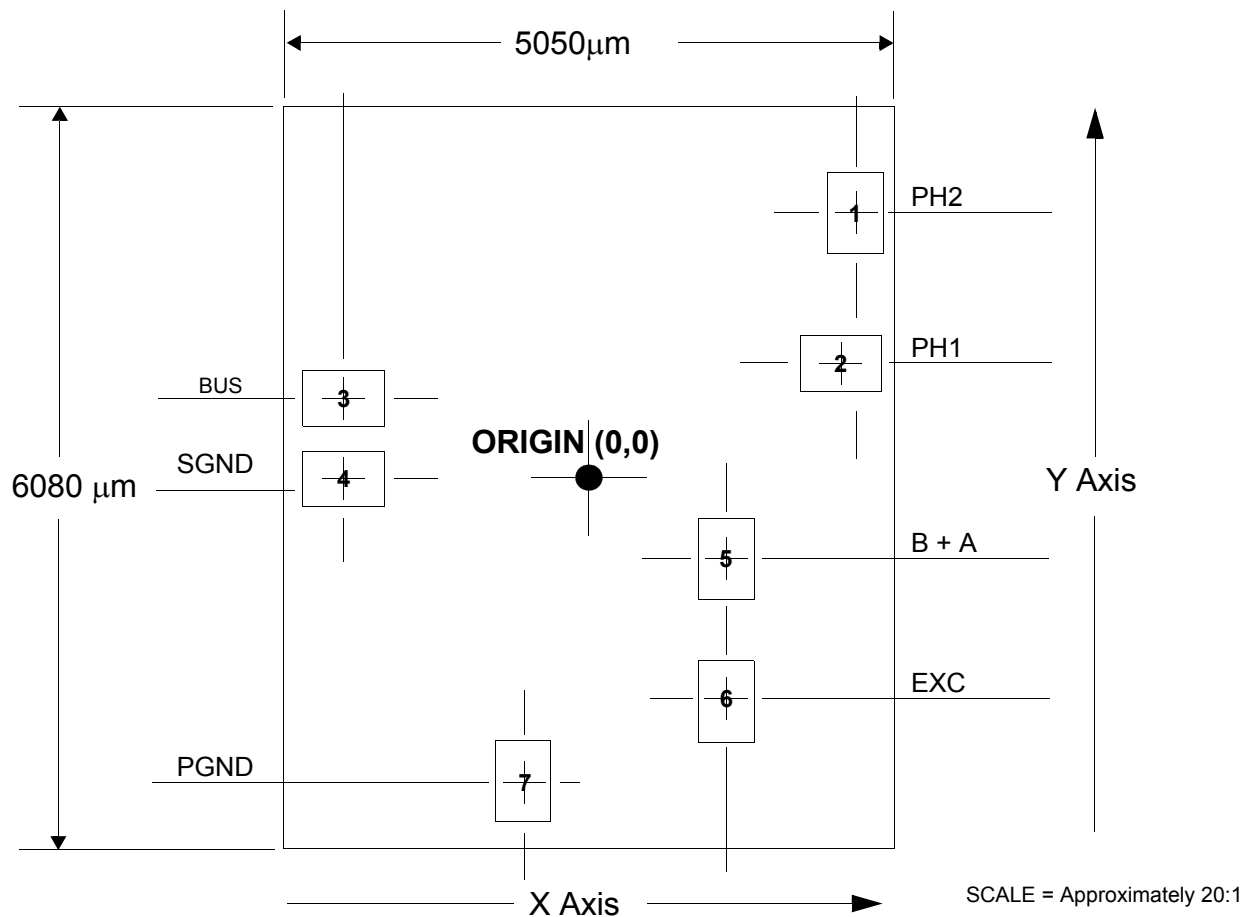 5050μm
PH2
1
PH1
2
BUS
3
ORIGIN (0,0)
SGND
4
6080 μm
Y Axis
B + A
5
EXC
6
PGND
7
X Axis
SCALE = Approximately 20:1